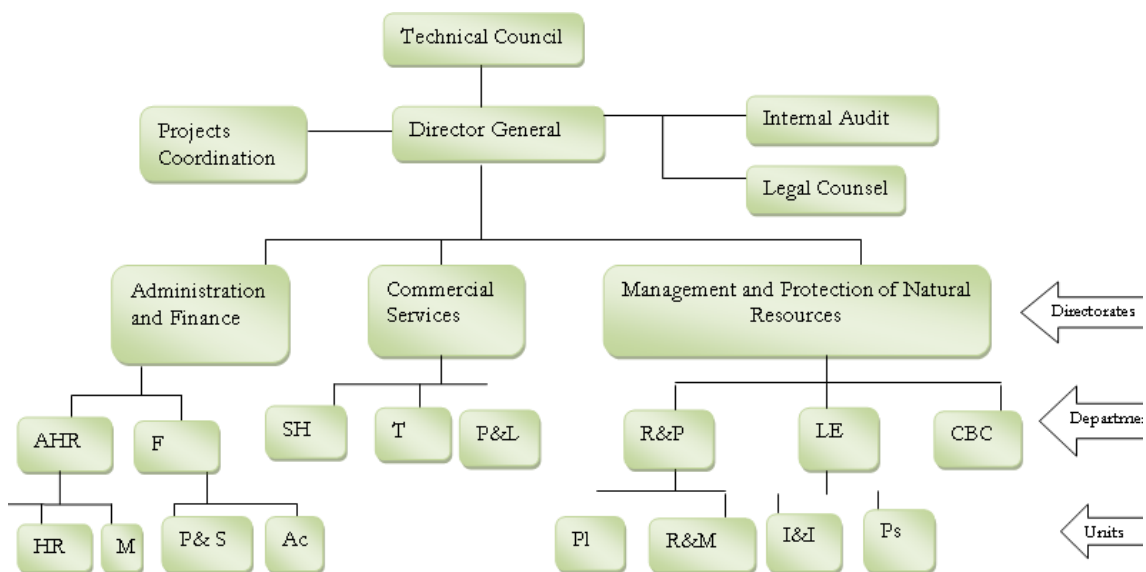 Technical Council
Projects
Coordination
Director General
Internal Audit
Legal Counsel
Administration
and Finance
Commercial
Services
Management and Protection of Natural
Resources
Directorates
AHR
F
SH
T
P&L
R&P
LE
CBC
Departmen
HR
M
P& S
Ac
Pl
R&M
I&I
Ps
Units